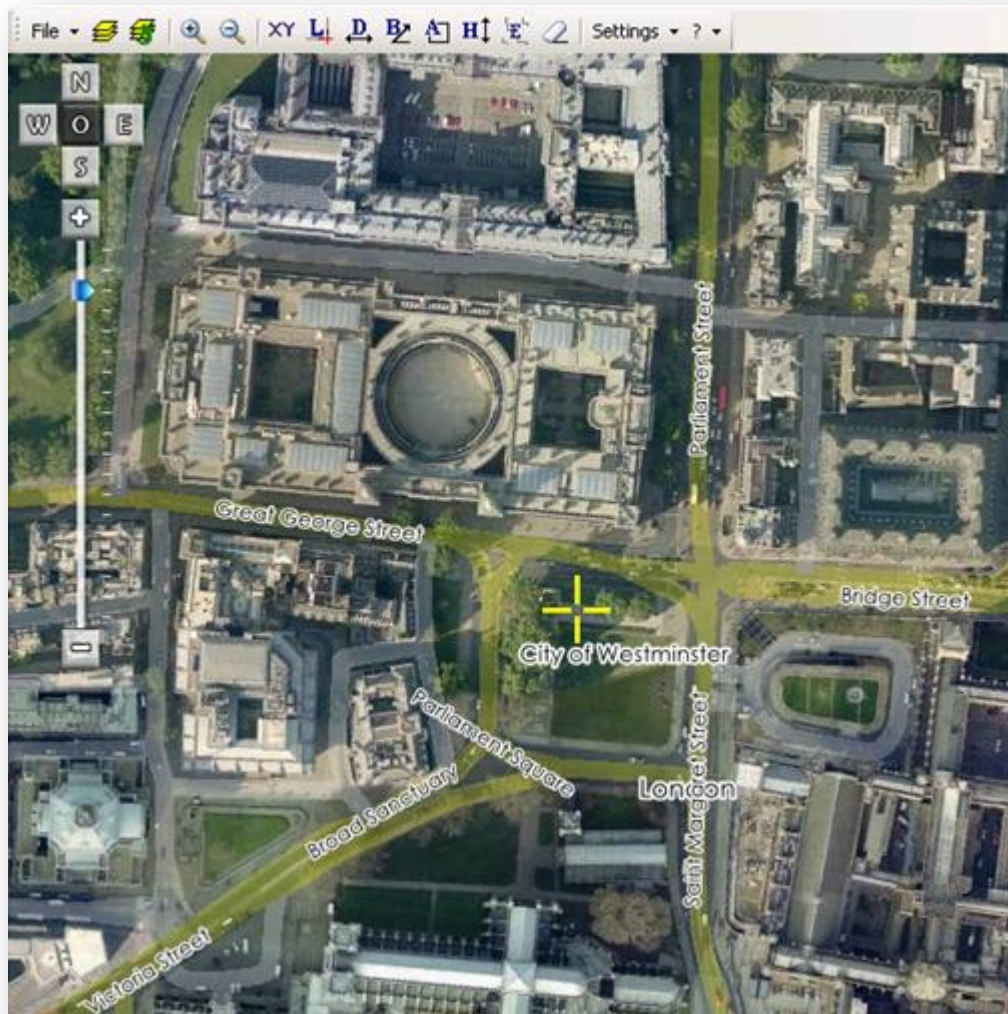 File XY L D B A H E Settings ?
N
W O E
S
+
Parliament Street
Great George Street
Bridge Street
City of Westminster
Parliament Square
London
Saint Margaret Street
Broad Sanctuary
Victoria Street
-